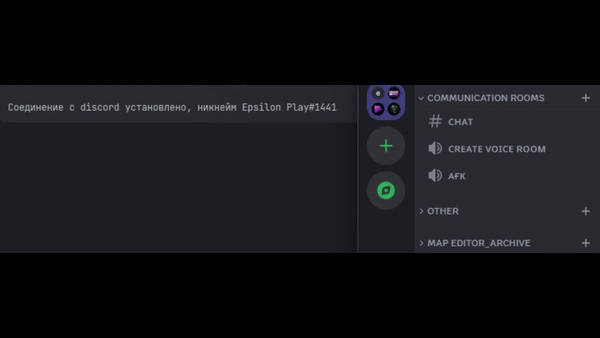 Соединение с discord установлено, никнейм Epsilon Play#1441
COMMUNICATION ROOMS
CHAT
CREATE VOICE ROOM
AFK
OTHER
MAP EDITOR_ARCHIVE